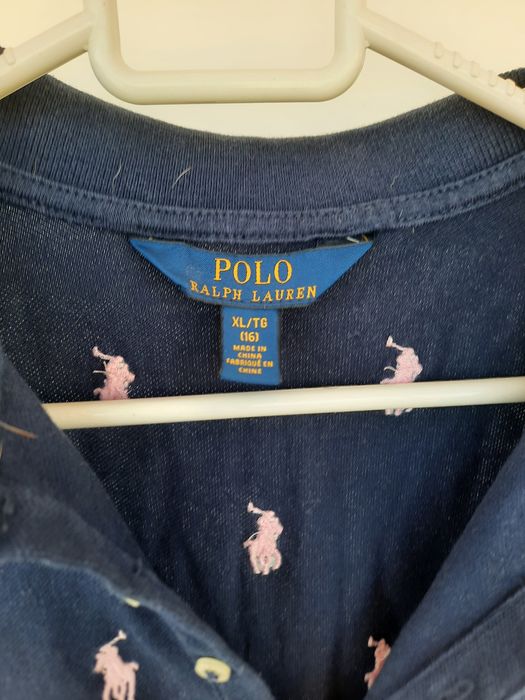 POLO
RALPH LAUREN
XL/TG
(16)
MADE IN
CHINA
FABRIQUÉ EN
CHINE